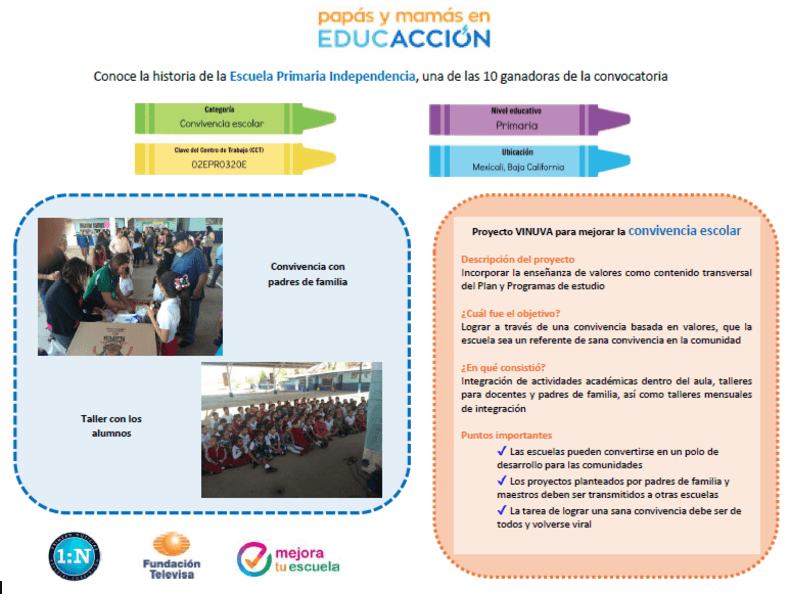 papás y mamás en
EDUCACCIÓN
Conoce la historia de la Escuela Primaria Independencia, una de las 10 ganadoras de la convocatoria
Categoría
Convivencia escolar
Nivel educativo
Primaria
Clave del Centro de Trabajo (CCT)
02EPR0320E
Ubicación
Mexicali, Baja California
Convivencia con
padres de familia
Taller con los
alumnos
Proyecto VINUVA para mejorar la convivencia escolar
Descripción del proyecto
Incorporar la enseñanza de valores como contenido transversal
del Plan y Programas de estudio
¿Cuál fue el objetivo?
Lograr a través de una convivencia basada en valores, que la
escuela sea un referente de sana convivencia en la comunidad
¿En qué consistió?
Integración de actividades académicas dentro del aula, talleres
para docentes y padres de familia, así como talleres mensuales
de integración
Puntos importantes
✓ Las escuelas pueden convertirse en un polo de
desarrollo para las comunidades
✓ Los proyectos planteados por padres de familia y
maestros deben ser transmitidos a otras escuelas
✓ La tarea de lograr una sana convivencia debe ser de
todos y volverse viral
1:N
Fundación
Televisa
mejora
tu escuela